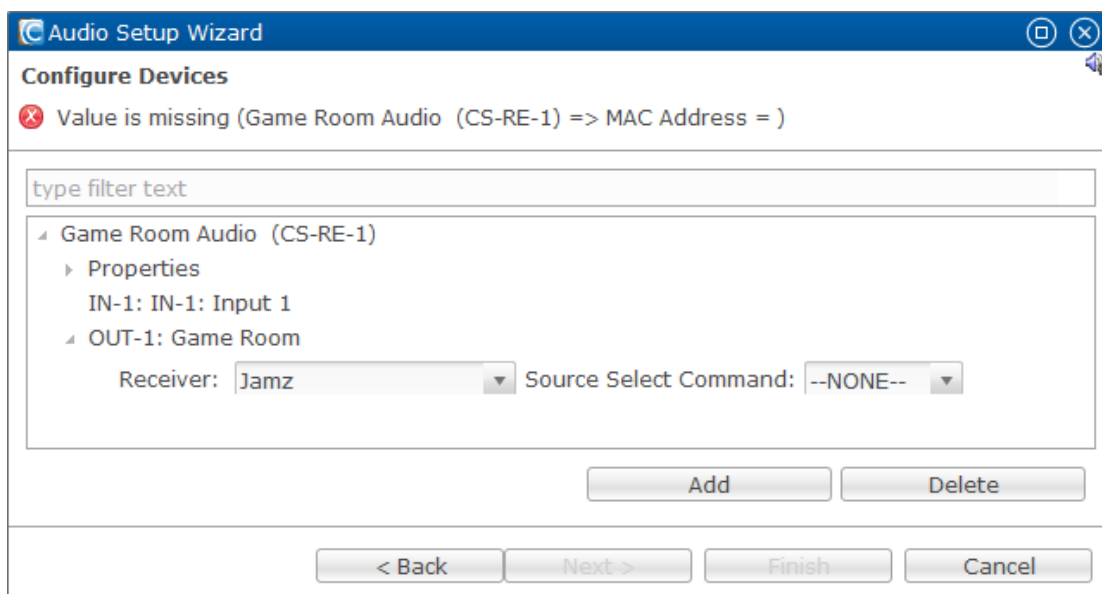 Audio Setup Wizard
Configure Devices
Value is missing (Game Room Audio (CS-RE-1) => MAC Address = )
type filter text
Game Room Audio (CS-RE-1)
Properties
IN-1: IN-1: Input 1
OUT-1: Game Room
Receiver: Jamz Source Select Command: --NONE--
Add Delete
< Back Next > Finish Cancel